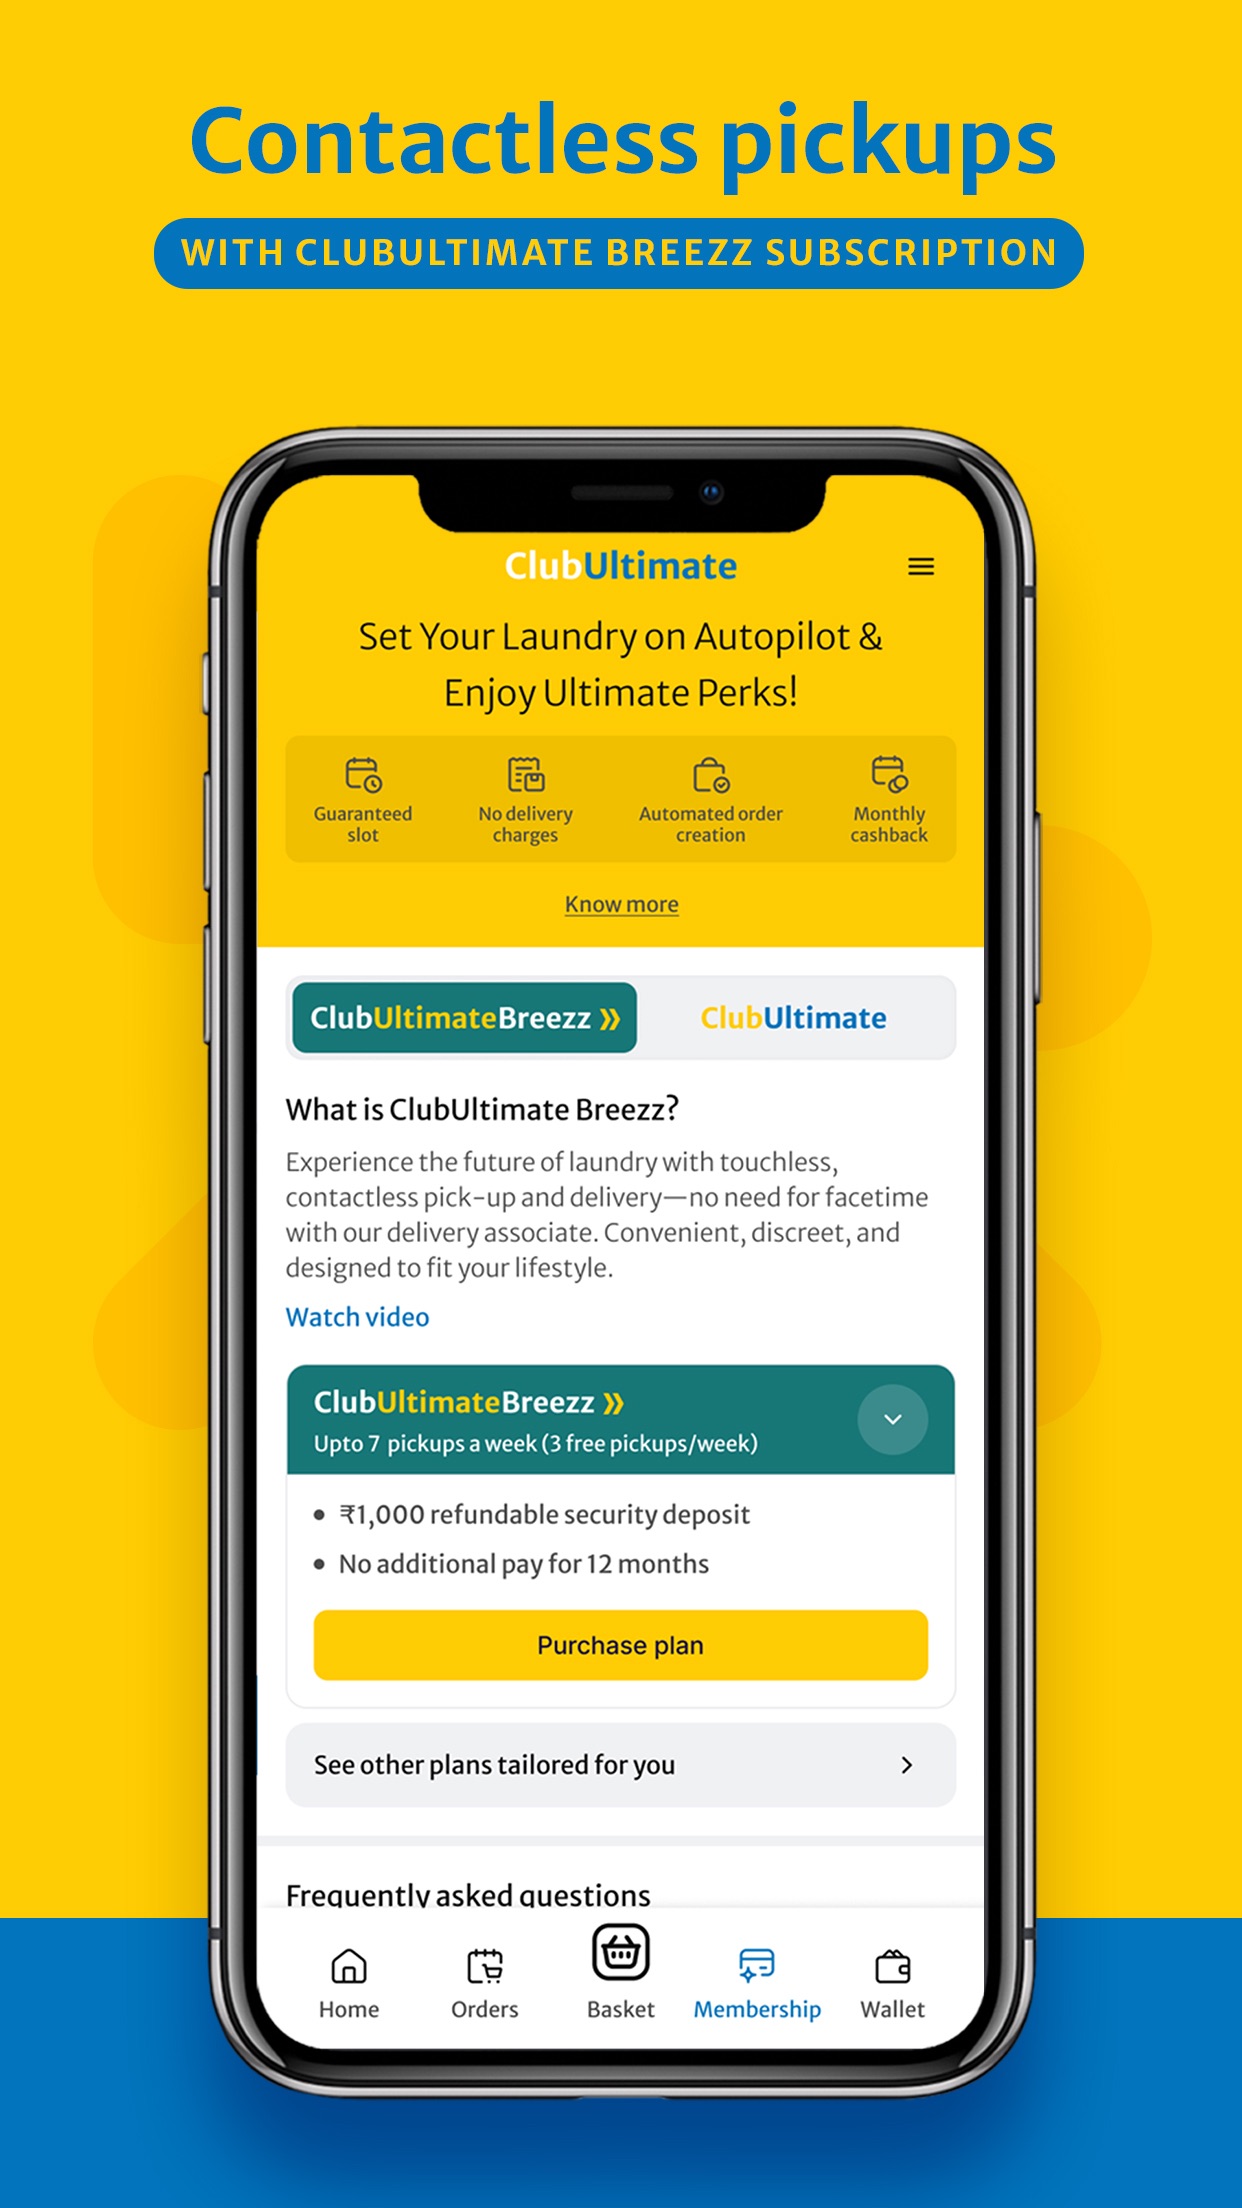 Contactless pickups
WITH CLUBULTIMATE BREEZZ SUBSCRIPTION
ClubUltimate
Set Your Laundry on Autopilot &
Enjoy Ultimate Perks!
Guaranteed
slot
No delivery
charges
Automated order
creation
Monthly
cashback
Know more
ClubUltimateBreezz »
ClubUltimate
What is ClubUltimate Breezz?
Experience the future of laundry with touchless,
contactless pick-up and delivery—no need for facetime
with our delivery associate. Convenient, discreet, and
designed to fit your lifestyle.
Watch video
ClubUltimateBreezz »
Upto 7 pickups a week (3 free pickups/week)
• ₹1,000 refundable security deposit
• No additional pay for 12 months
Purchase plan
See other plans tailored for you
Frequently asked questions
Home
Orders
Basket
Membership
Wallet